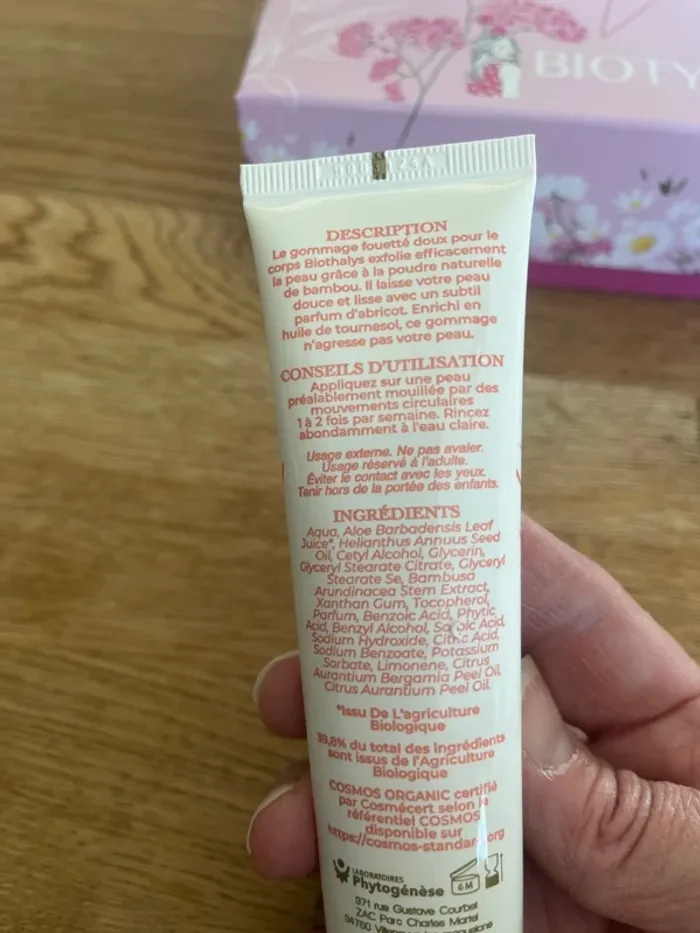 BIOTY
DESCRIPTION
Le gommage fouetté doux pour le
corps Biothalys exfolie efficacement
la peau grâce à la poudre naturelle
de bambou. Il laisse votre peau
douce et lisse avec un subtil
parfum d'abricot. Enrichi en
huile de tournesol, ce gommage
n'agresse pas votre peau.
CONSEILS D'UTILISATION
Appliquez sur une peau
préalablement mouillée par des
mouvements circulaires
1 à 2 fois par semaine. Rincez
abondamment à l'eau claire.
Usage externe. Ne pas avaler.
Usage réservé à l'adulte.
Éviter le contact avec les yeux.
Tenir hors de la portée des enfants.
INGRÉDIENTS
Aqua, Aloe Barbadensis Leaf
Juice*, Helianthus Annuus Seed
Oil, Cetyl Alcohol, Glycerin,
Glyceryl Stearate Citrate, Glyceryl
Stearate Se, Bambusa
Arundinacea Stem Extract,
Xanthan Gum, Tocopherol,
Parfum, Benzoic Acid, Phytic
Acid, Benzyl Alcohol, Sorbic Acid,
Sodium Hydroxide, Citric Acid,
Sodium Benzoate, Potassium
Sorbate, Limonene, Citrus
Aurantium Bergamia Peel Oil,
Citrus Aurantium Peel Oil.
*Issu De L'agriculture
Biologique
39,8% du total des ingrédients
sont issus de l'Agriculture
Biologique
COSMOS ORGANIC certifié
par Cosmécert selon le
référentiel COSMOS
disponible sur
https://cosmos-standard.org
LABORATOIRES
Phytogénèse
6M
371 rue Gustave Courbet
ZAC Parc Charles Martel